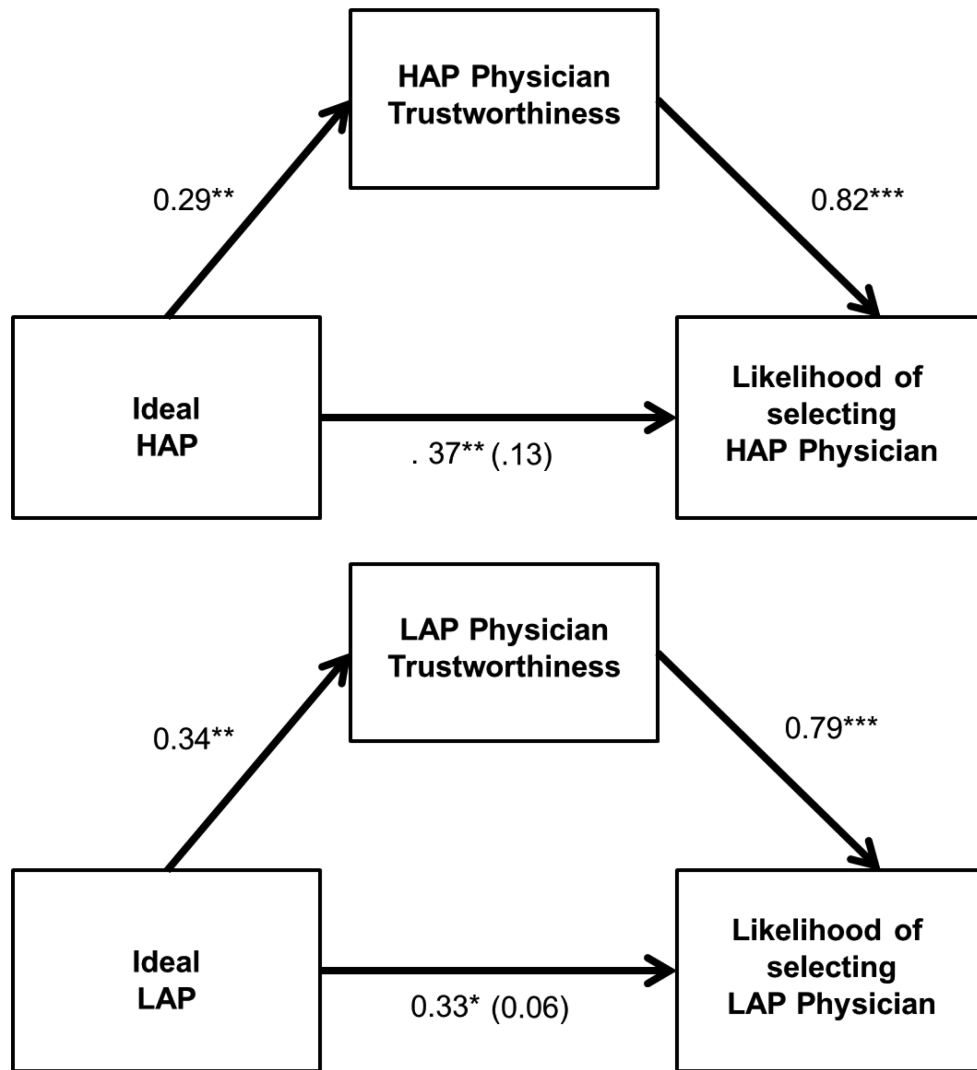 HAP Physician
Trustworthiness
0.29**
0.82***
Ideal
HAP
Likelihood of
selecting
HAP Physician
. 37** (.13)
LAP Physician
Trustworthiness
0.34**
0.79***
Ideal
LAP
Likelihood of
selecting
LAP Physician
0.33* (0.06)